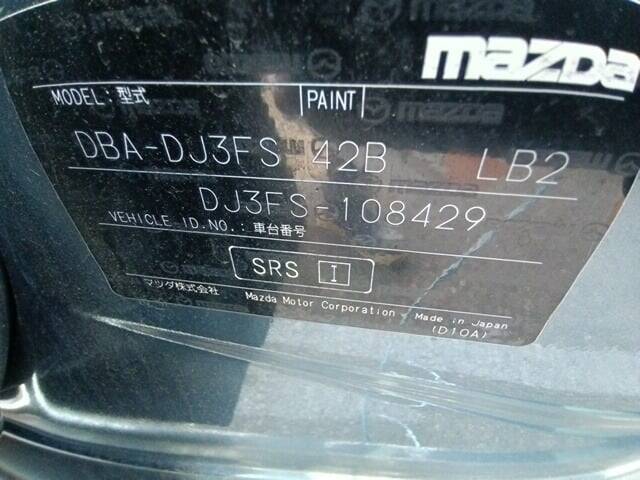 mazda
MODEL: 型式 PAINT
DBA-DJ3FS 42B LB2
DJ3FS-108429
VEHICLE ID.NO.: 車台番号
SRS I
マツダ株式会社 Mazda Motor Corporation Made in Japan
(D10A)